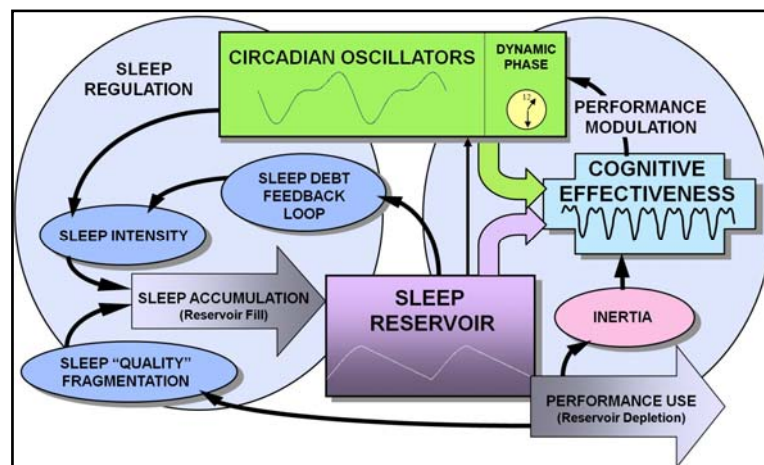 CIRCADIAN OSCILLATORS
DYNAMIC
PHASE
12
SLEEP
REGULATION
PERFORMANCE
MODULATION
COGNITIVE
EFFECTIVENESS
SLEEP DEBT
FEEDBACK
LOOP
SLEEP INTENSITY
SLEEP ACCUMULATION
(Reservoir Fill)
SLEEP
RESERVOIR
INERTIA
SLEEP “QUALITY”
FRAGMENTATION
PERFORMANCE USE
(Reservoir Depletion)